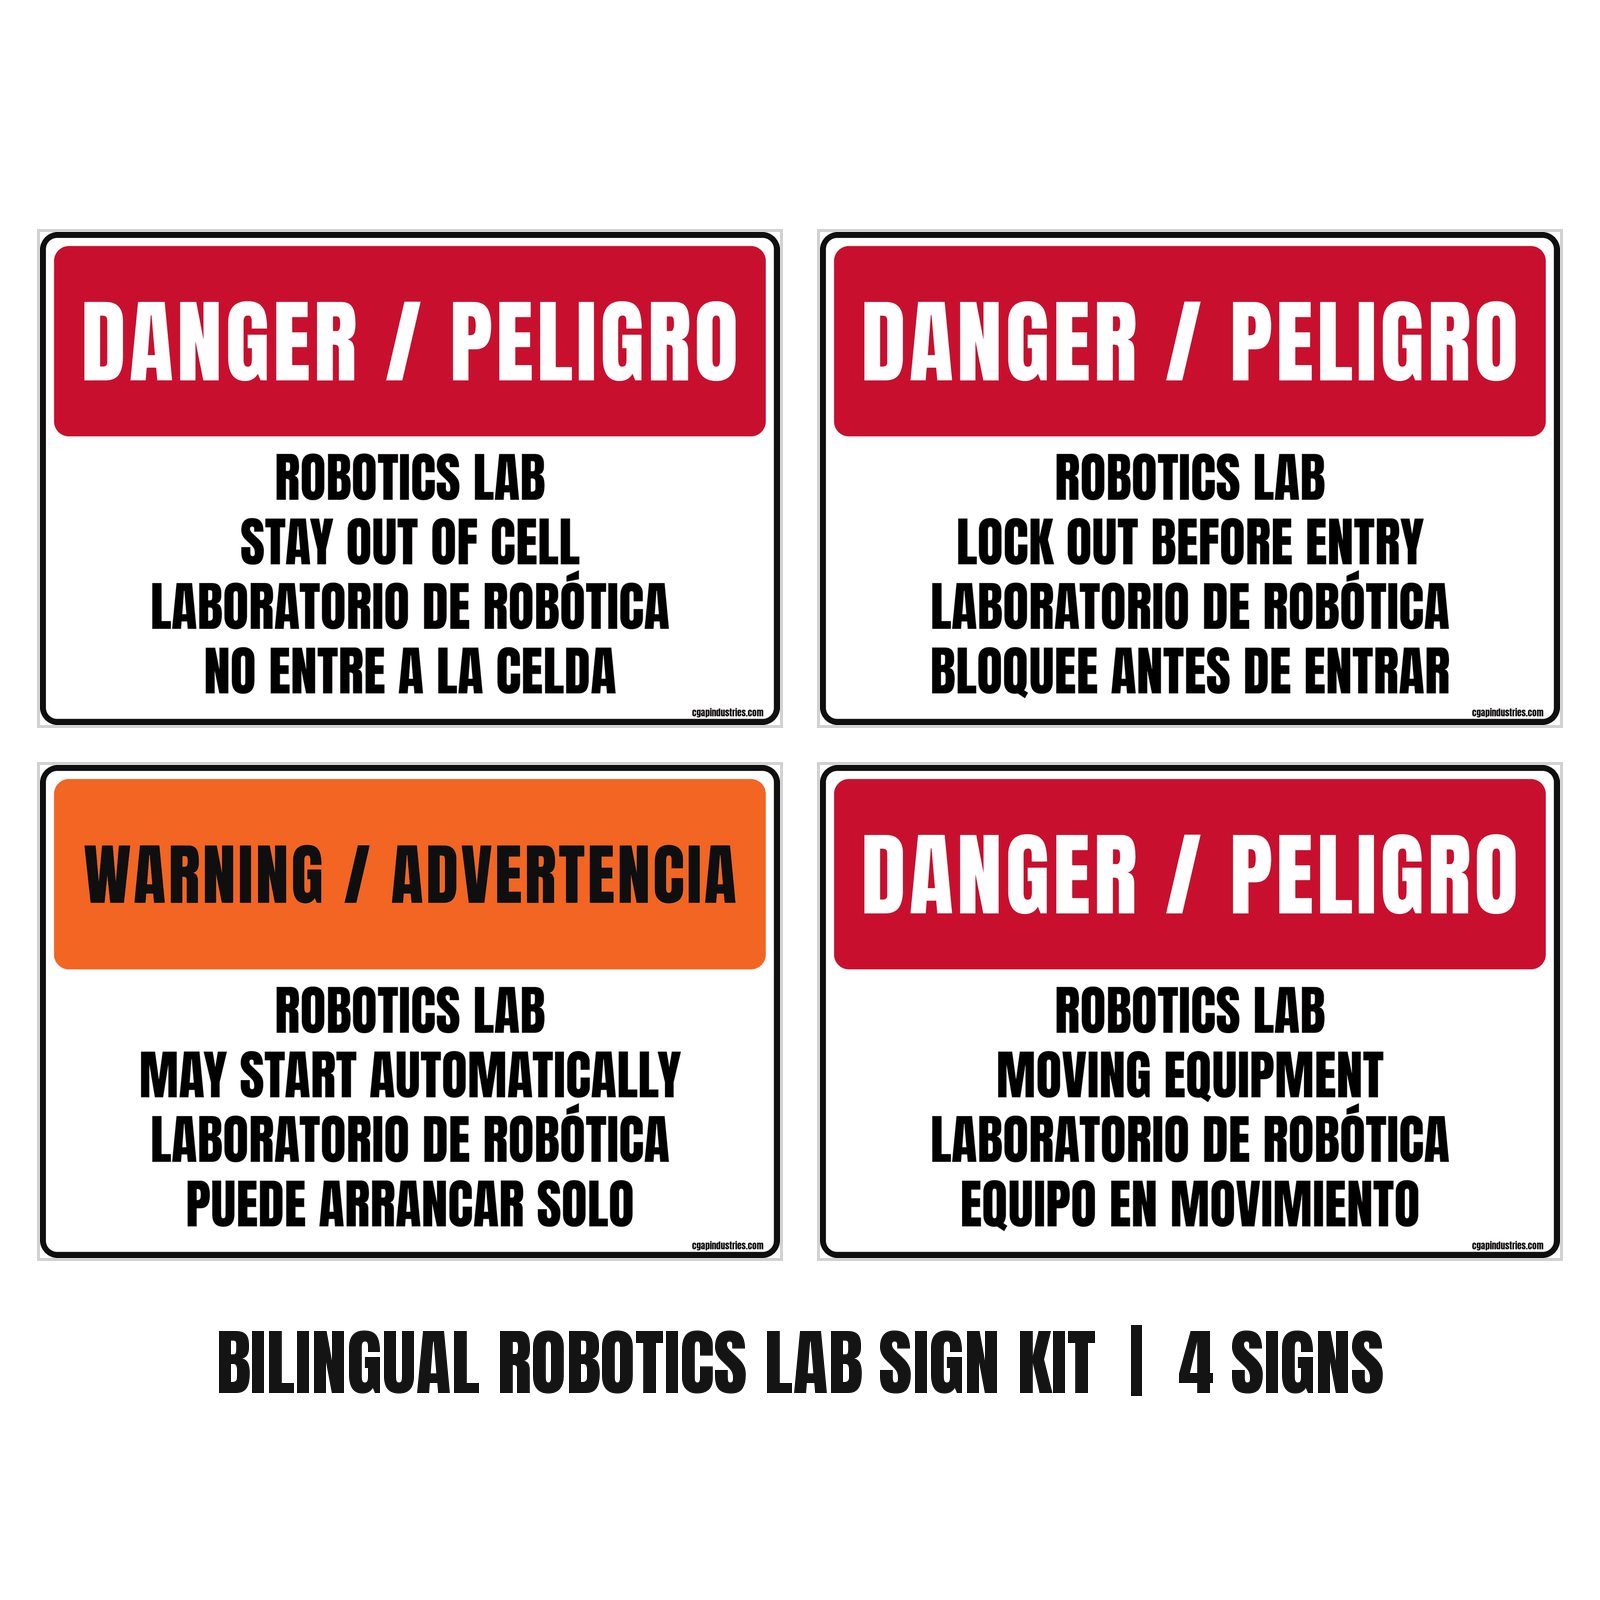 DANGER / PELIGRO
ROBOTICS LAB
STAY OUT OF CELL
LABORATORIO DE ROBÓTICA
NO ENTRE A LA CELDA
cgapindustries.com
DANGER / PELIGRO
ROBOTICS LAB
LOCK OUT BEFORE ENTRY
LABORATORIO DE ROBÓTICA
BLOQUEE ANTES DE ENTRAR
cgapindustries.com
WARNING / ADVERTENCIA
ROBOTICS LAB
MAY START AUTOMATICALLY
LABORATORIO DE ROBÓTICA
PUEDE ARRANCAR SOLO
cgapindustries.com
DANGER / PELIGRO
ROBOTICS LAB
MOVING EQUIPMENT
LABORATORIO DE ROBÓTICA
EQUIPO EN MOVIMIENTO
cgapindustries.com
BILINGUAL ROBOTICS LAB SIGN KIT | 4 SIGNS